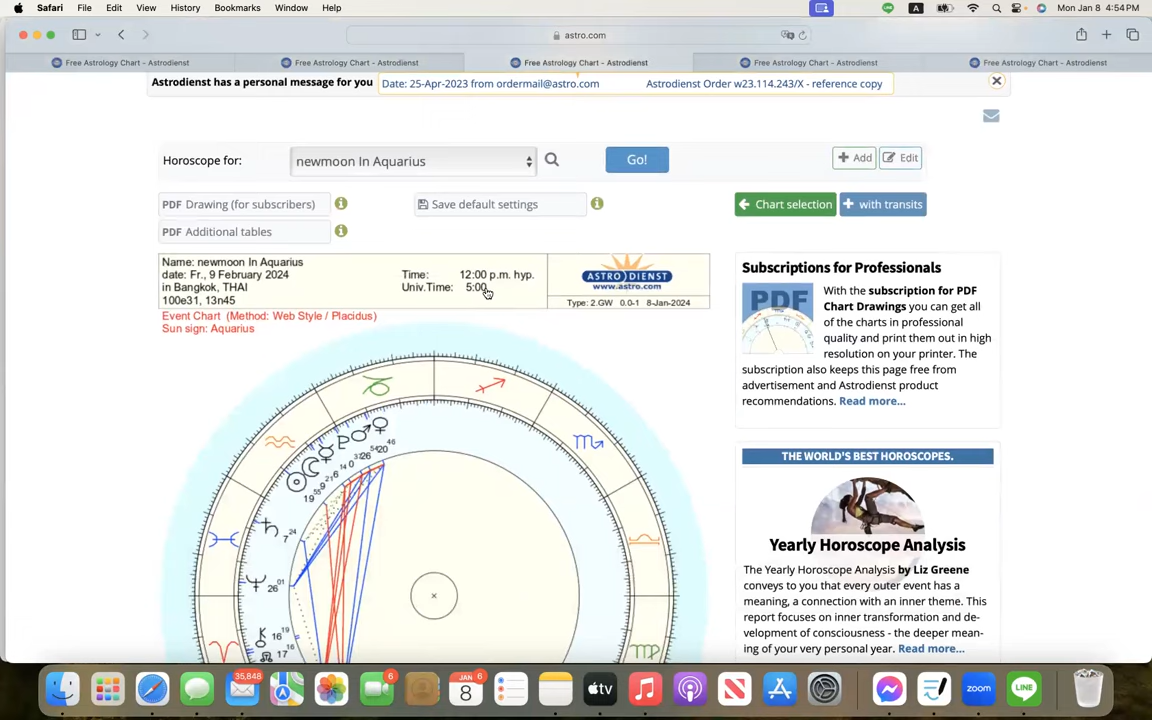 Safari File Edit View History Bookmarks Window Help A Mon Jan 8 4:54 PM
astro.com
Free Astrology Chart - Astrodienst Free Astrology Chart - Astrodienst Free Astrology Chart - Astrodienst Free Astrology Chart - Astrodienst Free Astrology Chart - Astrodienst
Astrodienst has a personal message for you Date: 25-Apr-2023 from ordermail@astro.com Astrodienst Order w23.114.243/X - reference copy
Horoscope for: newmoon In Aquarius Go! Add Edit
PDF Drawing (for subscribers) Save default settings Chart selection with transits
PDF Additional tables
Name: newmoon In Aquarius
date: Fr., 9 February 2024
in Bangkok, THAI
100e31, 13n45
Time: 12:00 p.m. hyp.
Univ.Time: 5:00
ASTRO DIENST
www.astro.com
Type: 2.GW 0.0-1 8-Jan-2024
Event Chart (Method: Web Style / Placidus)
Sun sign: Aquarius
Subscriptions for Professionals
PDF
With the subscription for PDF
Chart Drawings you can get all
of the charts in professional
quality and print them out in high
resolution on your printer. The
subscription also keeps this page free from
advertisement and Astrodienst product
recommendations. Read more...
THE WORLD'S BEST HOROSCOPES.
Yearly Horoscope Analysis
The Yearly Horoscope Analysis by Liz Greene
conveys to you that every outer event has a
meaning, a connection with an inner theme. This
report focuses on inner transformation and de-
velopment of consciousness - the deeper mean-
ing of your very personal year. Read more...
35,848 6 JAN 8 6 tv zoom LINE